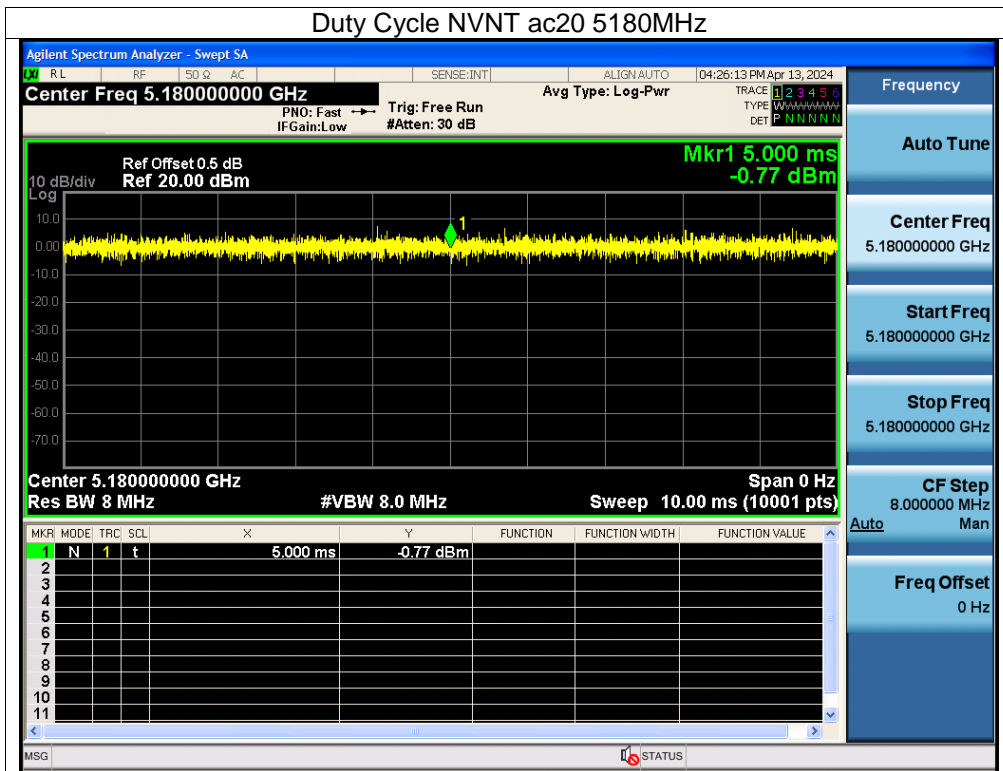 Duty Cycle NVNT ac20 5180MHz
Agilent Spectrum Analyzer - Swept SA
LXI RL RF 50 Ω AC SENSE:INT ALIGN AUTO 04:26:13 PM Apr 13, 2024
Center Freq 5.180000000 GHz
PNO: Fast
IFGain:Low
Trig: Free Run
#Atten: 30 dB
Avg Type: Log-Pwr
TRACE 1 2 3 4 5 6
TYPE WWWWWW
DET P N N N N N
Mkr1 5.000 ms
-0.77 dBm
Ref Offset 0.5 dB
10 dB/div Ref 20.00 dBm
Log
10.0
0.00
-10.0
-20.0
-30.0
-40.0
-50.0
-60.0
-70.0
1
Center 5.180000000 GHz Span 0 Hz
Res BW 8 MHz #VBW 8.0 MHz Sweep 10.00 ms (10001 pts)
MKR MODE TRC SCL X Y FUNCTION FUNCTION WIDTH FUNCTION VALUE
1 N 1 t 5.000 ms -0.77 dBm
2
3
4
5
6
7
8
9
10
11
MSG STATUS
Frequency
Auto Tune
Center Freq
5.180000000 GHz
Start Freq
5.180000000 GHz
Stop Freq
5.180000000 GHz
CF Step
8.000000 MHz
Auto Man
Freq Offset
0 Hz